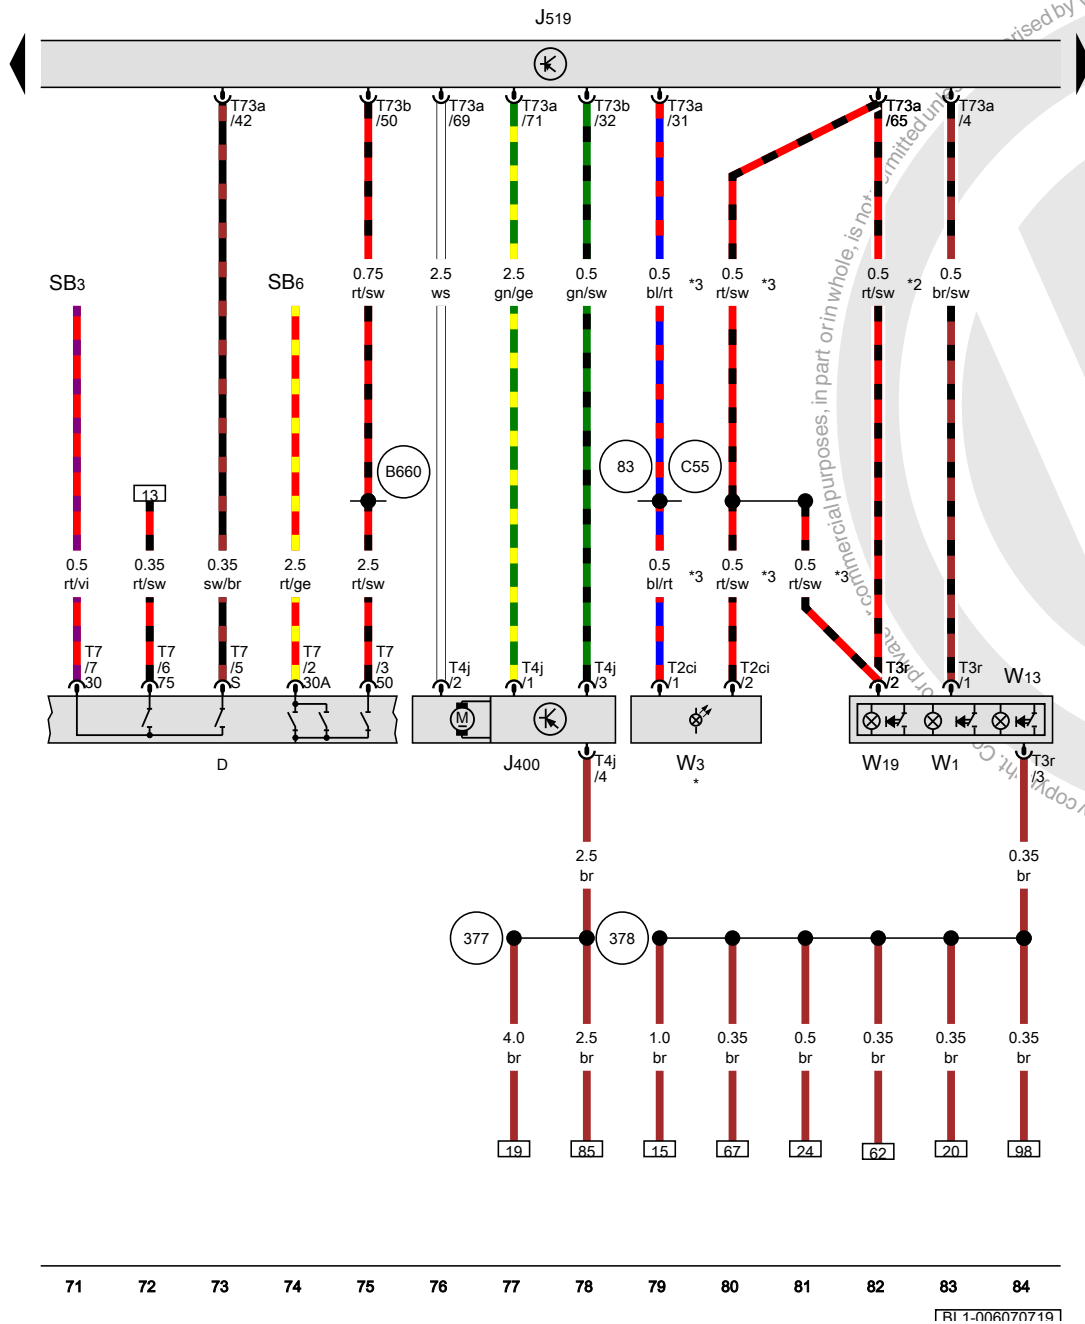 J519
T73a
/42
T73b
/50
T73a
/69
T73a
/71
T73b
/32
T73a
/31
T73a
/65
T73a
/4
SB3
SB6
0.75
rt/sw
2.5
ws
2.5
gn/ge
0.5
gn/sw
0.5
bl/rt
*3
0.5
rt/sw
*3
0.5
rt/sw
*2
0.5
br/sw
B660
83
C55
13
0.5
rt/vi
0.35
rt/sw
0.35
sw/br
2.5
rt/ge
2.5
rt/sw
0.5
bl/rt
*3
0.5
rt/sw
*3
0.5
rt/sw
*3
T7
/7
30
T7
/6
75
T7
/5
S
T7
/2
30A
T7
/3
50
T4j
/2
T4j
/1
T4j
/3
T2ci
/1
T2ci
/2
T3r
/2
T3r
/1
W13
M
D
J400
T4j
/4
W3
*
W19
W1
T3r
/3
2.5
br
0.35
br
377
378
4.0
br
2.5
br
1.0
br
0.35
br
0.5
br
0.35
br
0.35
br
0.35
br
19
85
15
67
24
62
20
98
71 72 73 74 75 76 77 78 79 80 81 82 83 84
BL1-006070719
commercial purposes, in part or in whole, is not